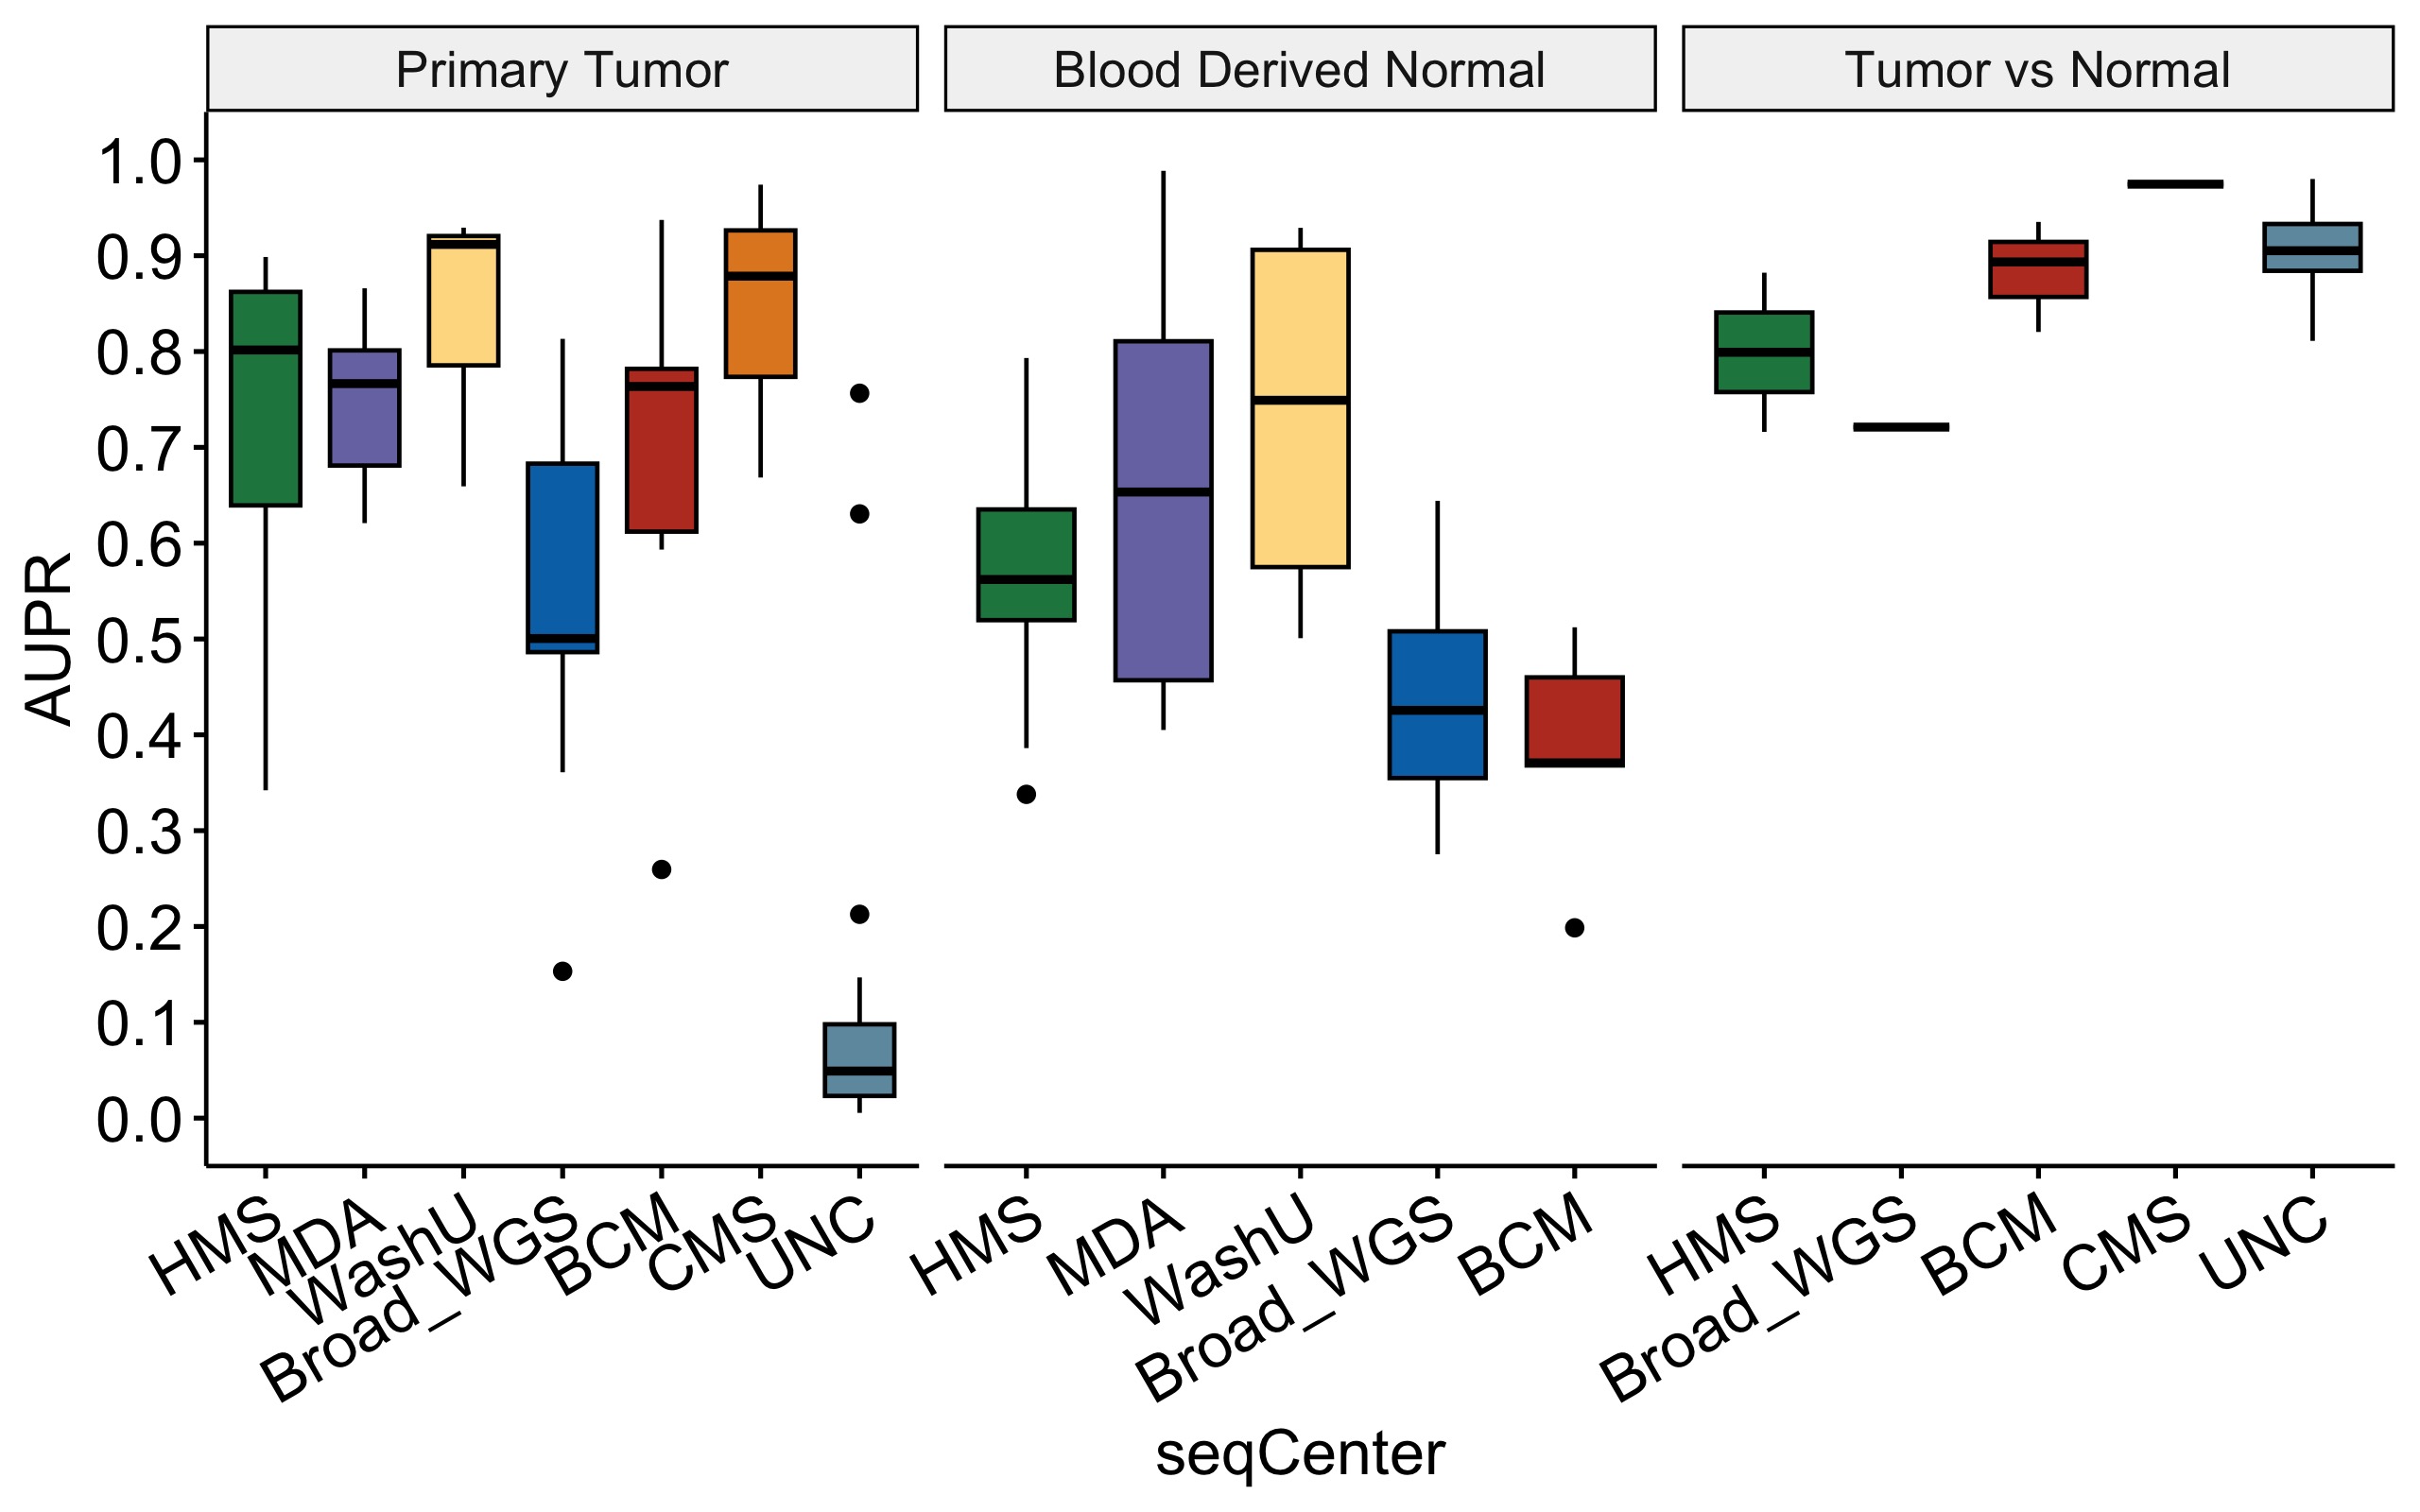 Primary Tumor
Blood Derived Normal
Tumor vs Normal
AUPR
1.0
0.9
0.8
0.7
0.6
0.5
0.4
0.3
0.2
0.1
0.0
HMS
MDA
WashU
Broad_WGS
BCM
CMS
UNC
HMS
MDA
WashU
Broad_WGS
BCM
HMS
Broad_WGS
BCM
CMS
UNC
seqCenter